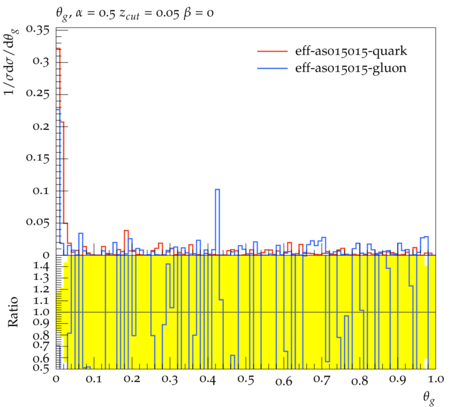 θg, α = 0.5 zcut = 0.05 β = 0
1/σdσ/dθg
0.35
0.3
0.25
0.2
0.15
0.1
0.05
0
eff-as015015-quark
eff-as015015-gluon
Ratio
1.4
1.3
1.2
1.1
1.0
0.9
0.8
0.7
0.6
0.5
0 0.1 0.2 0.3 0.4 0.5 0.6 0.7 0.8 0.9 1.0
θg